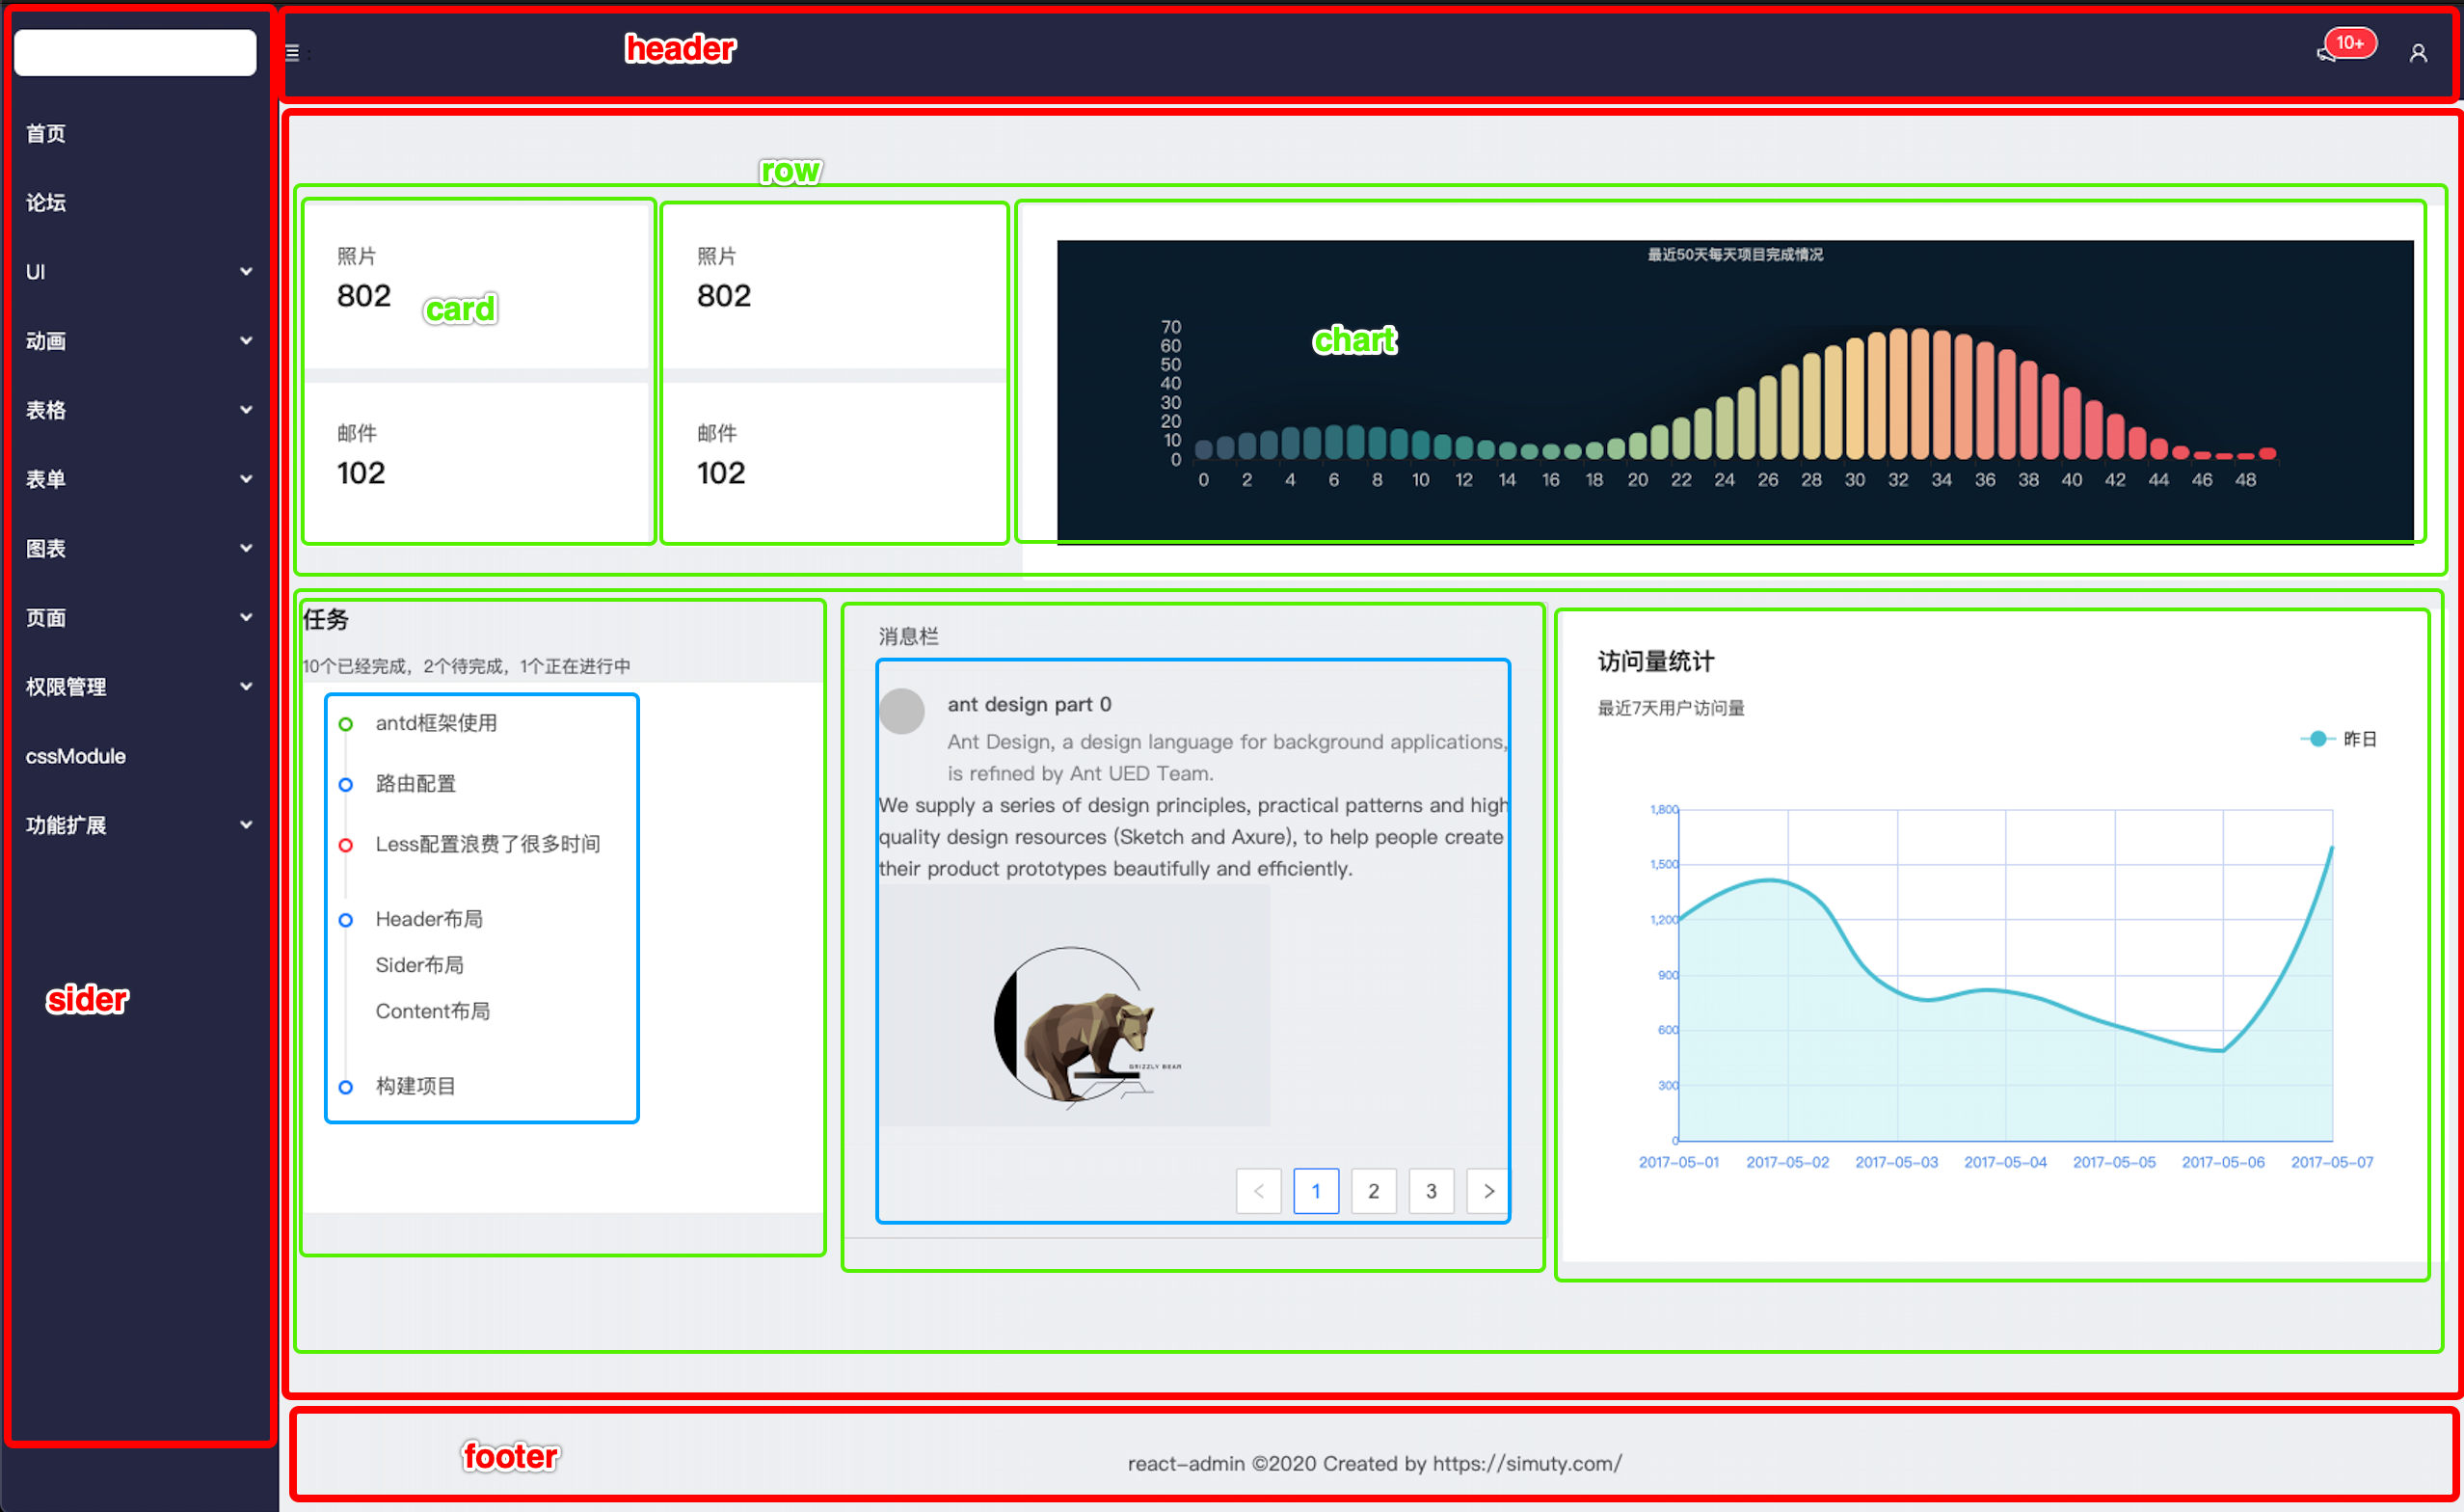 header
10+
首页
论坛
UI
动画
表格
表单
图表
页面
权限管理
cssModule
功能扩展
sider
row
照片
802
card
邮件
102
照片
802
邮件
102
最近50天每天项目完成情况
chart
70
60
50
40
30
20
10
0
0 2 4 6 8 10 12 14 16 18 20 22 24 26 28 30 32 34 36 38 40 42 44 46 48
任务
10个已经完成，2个待完成，1个正在进行中
antd框架使用
路由配置
Less配置浪费了很多时间
Header布局
Sider布局
Content布局
构建项目
消息栏
ant design part 0
Ant Design, a design language for background applications,
is refined by Ant UED Team.
We supply a series of design principles, practical patterns and high
quality design resources (Sketch and Axure), to help people create
their product prototypes beautifully and efficiently.
GRIZZLY BEAR
< 1 2 3 >
访问量统计
最近7天用户访问量
昨日
1,800
1,500
1,200
900
600
300
0
2017-05-01 2017-05-02 2017-05-03 2017-05-04 2017-05-05 2017-05-06 2017-05-07
footer
react-admin ©2020 Created by https://simuty.com/